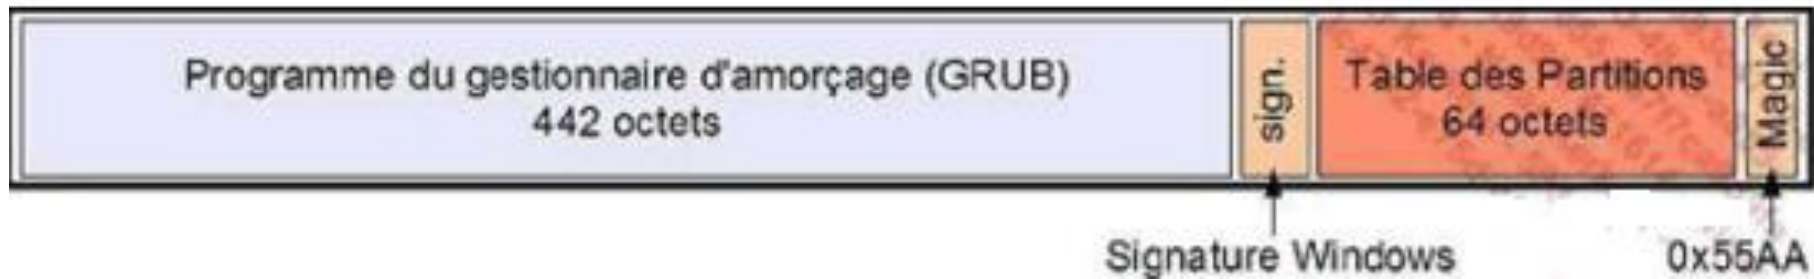 Programme du gestionnaire d'amorçage (GRUB)
442 octets
sign.
Table des Partitions
64 octets
Magic
Signature Windows
0x55AA